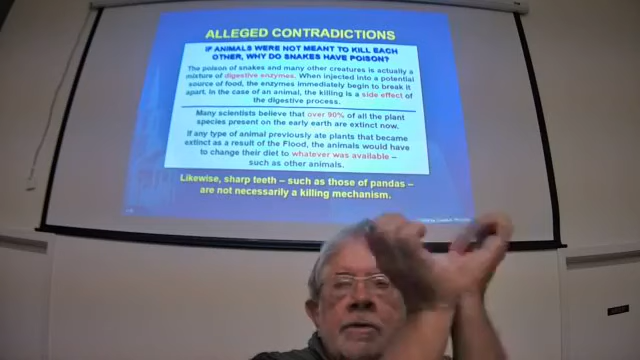 ALLEGED CONTRADICTIONS
IF ANIMALS WERE NOT MEANT TO KILL EACH
OTHER, WHY DO SNAKES HAVE POISON?
The poison of snakes and many other creatures is actually a
mixture of digestive enzymes. When injected into a potential
source of food, the enzymes immediately begin to break it
apart. In the case of an animal, the killing is a side effect of
the digestive process.
Many scientists believe that over 90% of all the plant
species present on the early earth are extinct now.
If any type of animal previously ate plants that became
extinct as a result of the Flood, the animals would have
to change their diet to whatever was available –
such as other animals.
Likewise, sharp teeth – such as those of pandas –
are not necessarily a killing mechanism.